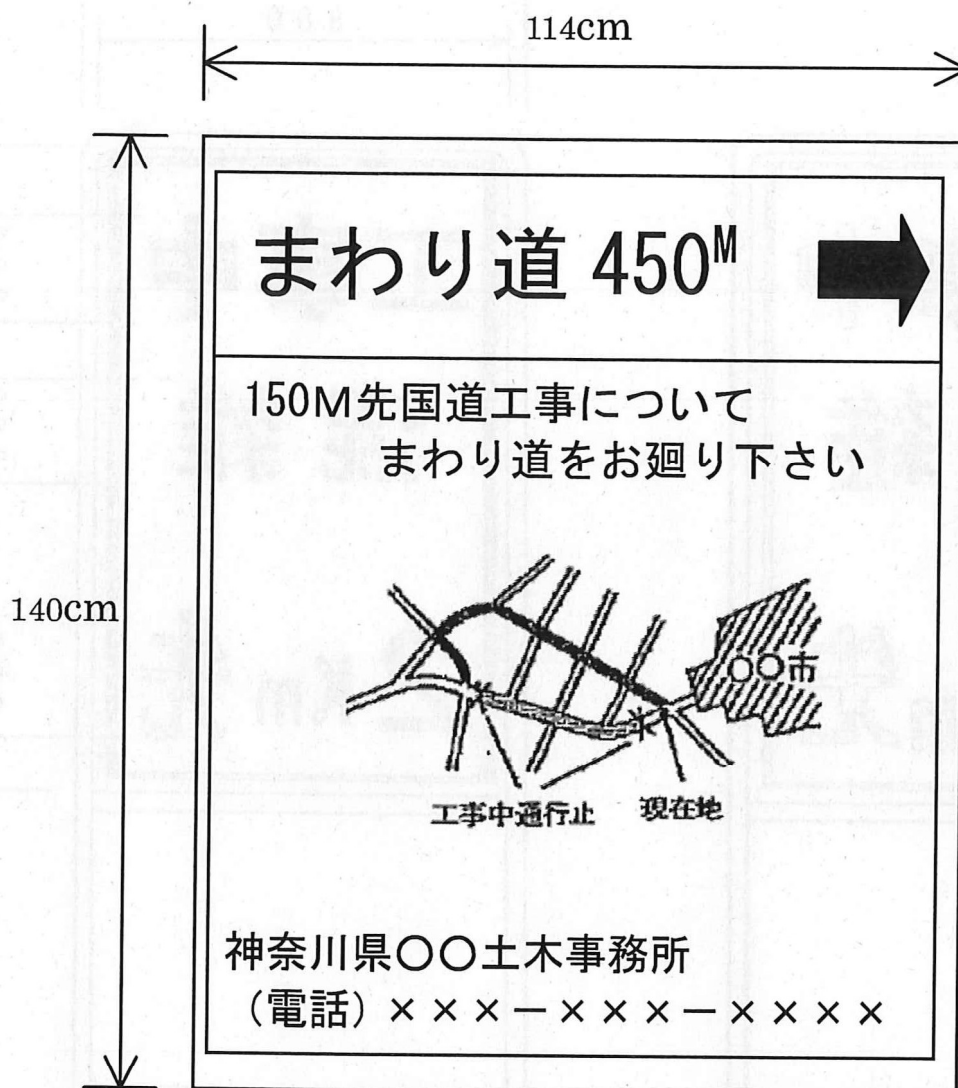 114cm
まわり道 450M
150M先国道工事について
まわり道をお廻り下さい
140cm
○○市
工事中通行止 現在地
神奈川県○○土木事務所
(電話)×××－×××－××××